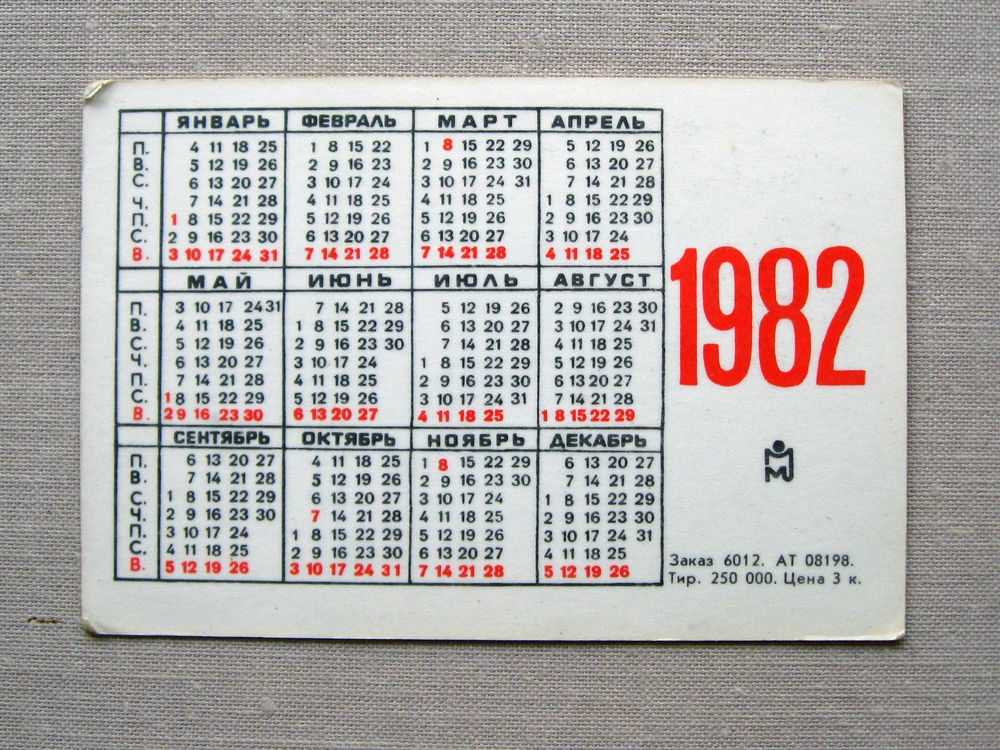 ЯНВАРЬ ФЕВРАЛЬ МАРТ АПРЕЛЬ
П. 4 11 18 25 1 8 15 22 1 8 15 22 29 5 12 19 26
В. 5 12 19 26 2 9 16 23 2 9 16 23 30 6 13 20 27
С. 6 13 20 27 3 10 17 24 3 10 17 24 31 7 14 21 28
Ч. 7 14 21 28 4 11 18 25 4 11 18 25 1 8 15 22 29
П. 1 8 15 22 29 5 12 19 26 5 12 19 26 2 9 16 23 30
С. 2 9 16 23 30 6 13 20 27 6 13 20 27 3 10 17 24
В. 3 10 17 24 31 7 14 21 28 7 14 21 28 4 11 18 25
МАЙ ИЮНЬ ИЮЛЬ АВГУСТ
П. 3 10 17 24 31 7 14 21 28 5 12 19 26 2 9 16 23 30
В. 4 11 18 25 1 8 15 22 29 6 13 20 27 3 10 17 24 31
С. 5 12 19 26 2 9 16 23 30 7 14 21 28 4 11 18 25
Ч. 6 13 20 27 3 10 17 24 1 8 15 22 29 5 12 19 26
П. 7 14 21 28 4 11 18 25 2 9 16 23 30 6 13 20 27
С. 1 8 15 22 29 5 12 19 26 3 10 17 24 31 7 14 21 28
В. 2 9 16 23 30 6 13 20 27 4 11 18 25 1 8 15 22 29
СЕНТЯБРЬ ОКТЯБРЬ НОЯБРЬ ДЕКАБРЬ
П. 6 13 20 27 4 11 18 25 1 8 15 22 29 6 13 20 27
В. 7 14 21 28 5 12 19 26 2 9 16 23 30 7 14 21 28
С. 1 8 15 22 29 6 13 20 27 3 10 17 24 1 8 15 22 29
Ч. 2 9 16 23 30 7 14 21 28 4 11 18 25 2 9 16 23 30
П. 3 10 17 24 1 8 15 22 29 5 12 19 26 3 10 17 24 31
С. 4 11 18 25 2 9 16 23 30 6 13 20 27 4 11 18 25
В. 5 12 19 26 3 10 17 24 31 7 14 21 28 5 12 19 26
1982
Заказ 6012. АТ 08198.
Тир. 250 000. Цена 3 к.